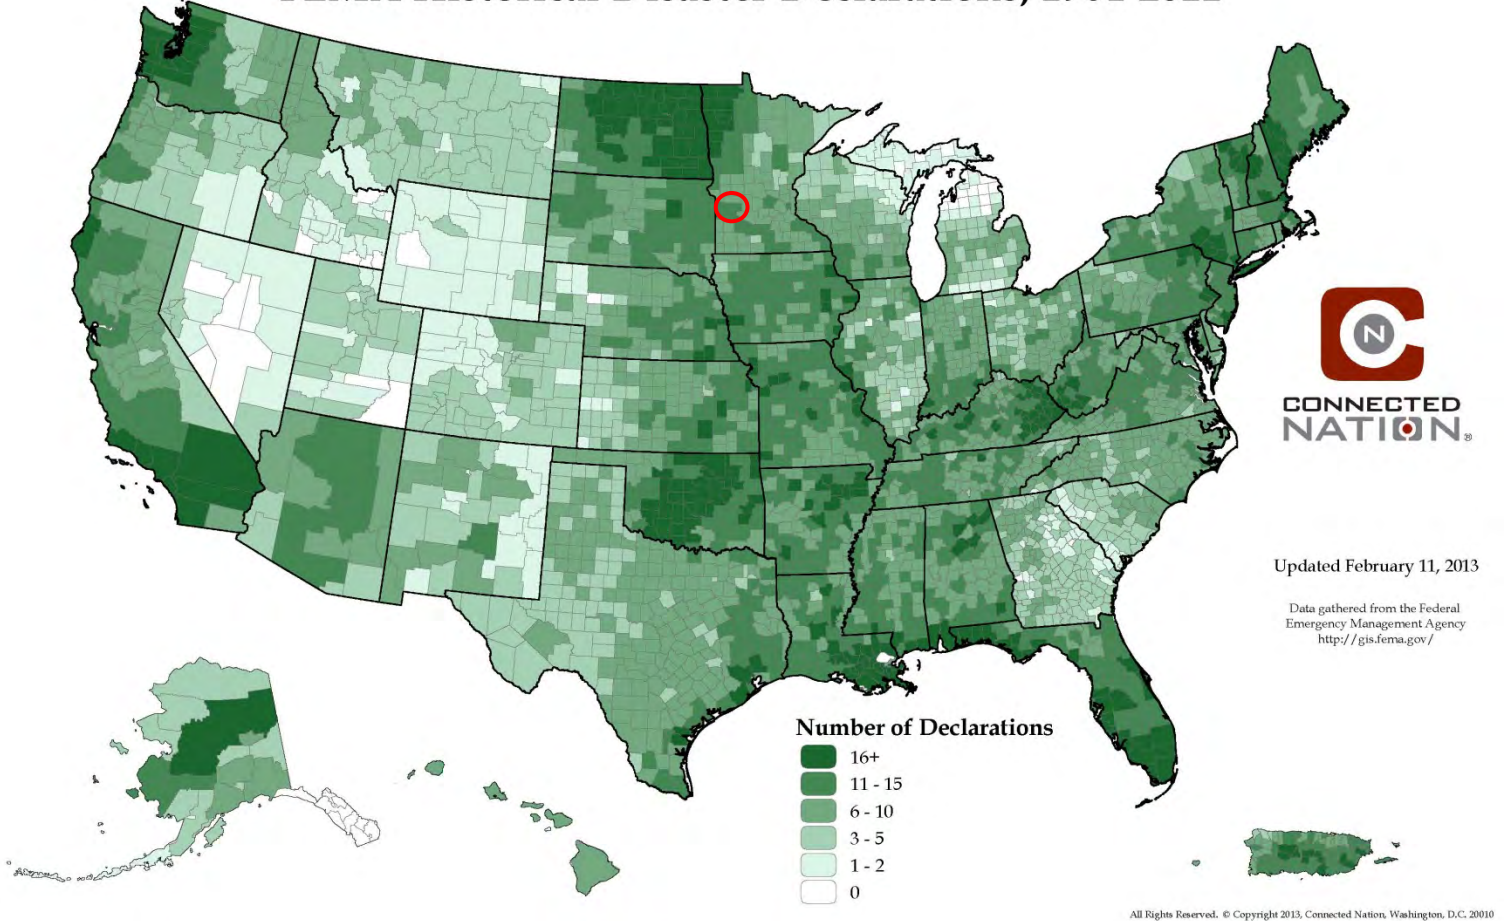 CONNECTED
NATION®
Updated February 11, 2013
Data gathered from the Federal
Emergency Management Agency
http://gis.fema.gov/
Number of Declarations
16+
11 - 15
6 - 10
3 - 5
1 - 2
0
All Rights Reserved. © Copyright 2013, Connected Nation, Washington, D.C. 20010